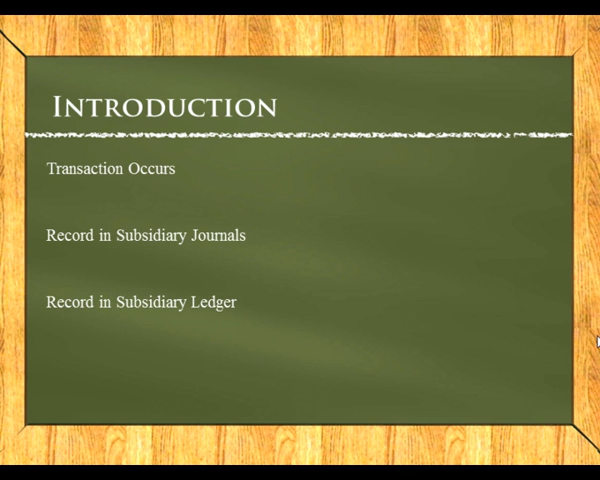 Introduction
Transaction Occurs
Record in Subsidiary Journals
Record in Subsidiary Ledger